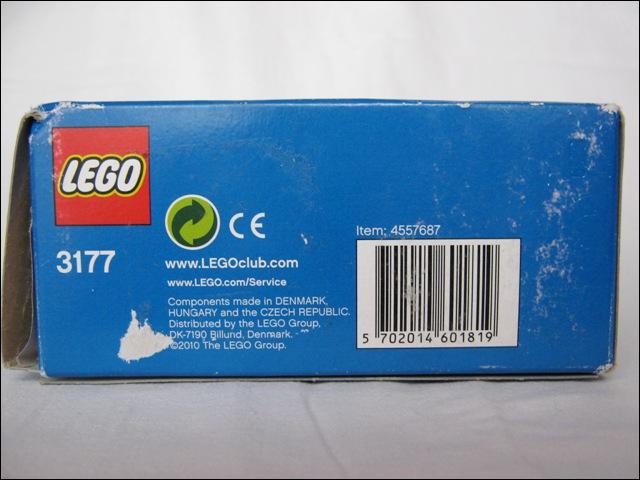 LEGO
3177
CE
www.LEGOclub.com
www.LEGO.com/Service
Components made in DENMARK,
HUNGARY and the CZECH REPUBLIC.
Distributed by the LEGO Group,
DK-7190 Billund, Denmark.
©2010 The LEGO Group.
Item: 4557687
5 702014 601819